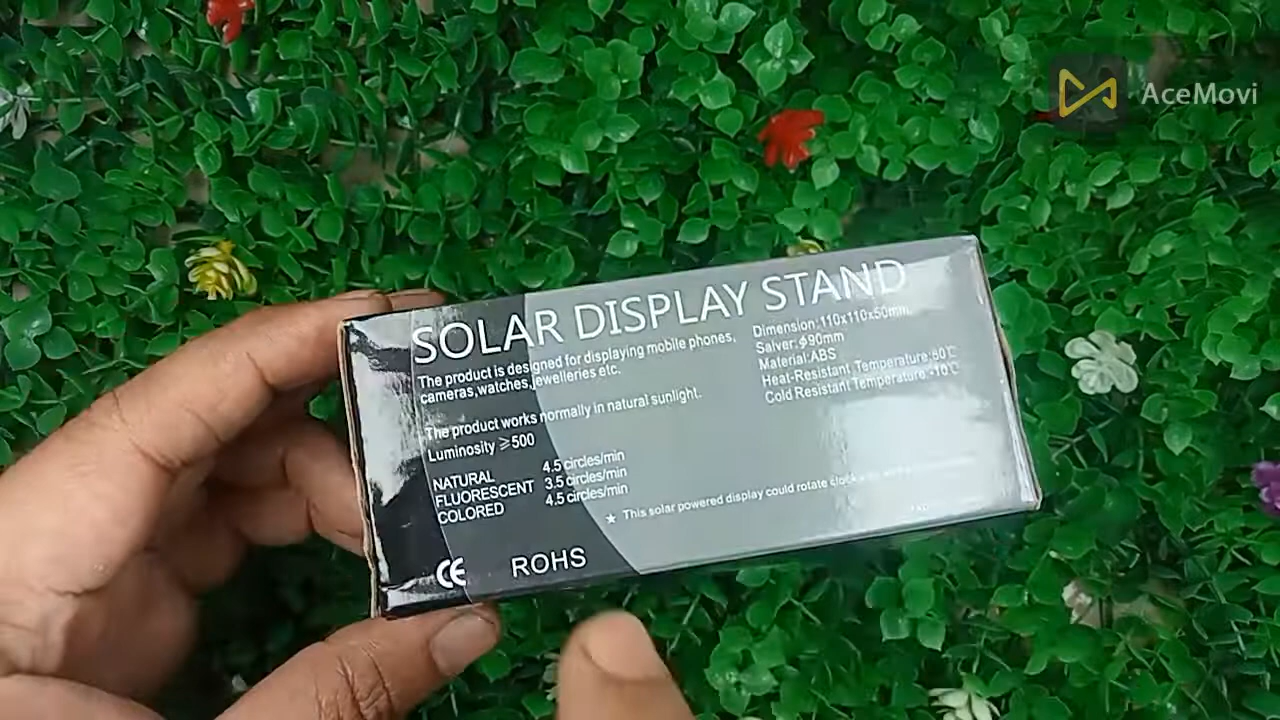 AceMovi
SOLAR DISPLAY STAND
The product is designed for displaying mobile phones,
cameras,watches,jewelleries etc.
The product works normally in natural sunlight.
Luminosity ≥500
NATURAL 4.5 circles/min
FLUORESCENT 3.5 circles/min
COLORED 4.5 circles/min
Dimension:110x110x50mm
Salver:ϕ90mm
Material:ABS
Heat-Resistant Temperature:
Cold Resistant Temperature:-10℃
★ This solar powered display could rotate
CE ROHS